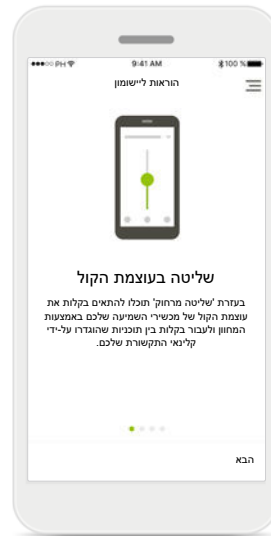 PH 9:41 AM 100 %
הוראות ליישומון
שליטה בעוצמת הקול
בעזרת 'שליטה מרחוק' תוכלו להתאים בקלות את
עוצמת הקול של מכשירי השמיעה שלכם באמצעות
המחוון ולעבור בקלות בין תוכניות שהוגדרו על-ידי
קלינאי התקשורת שלכם.
הבא